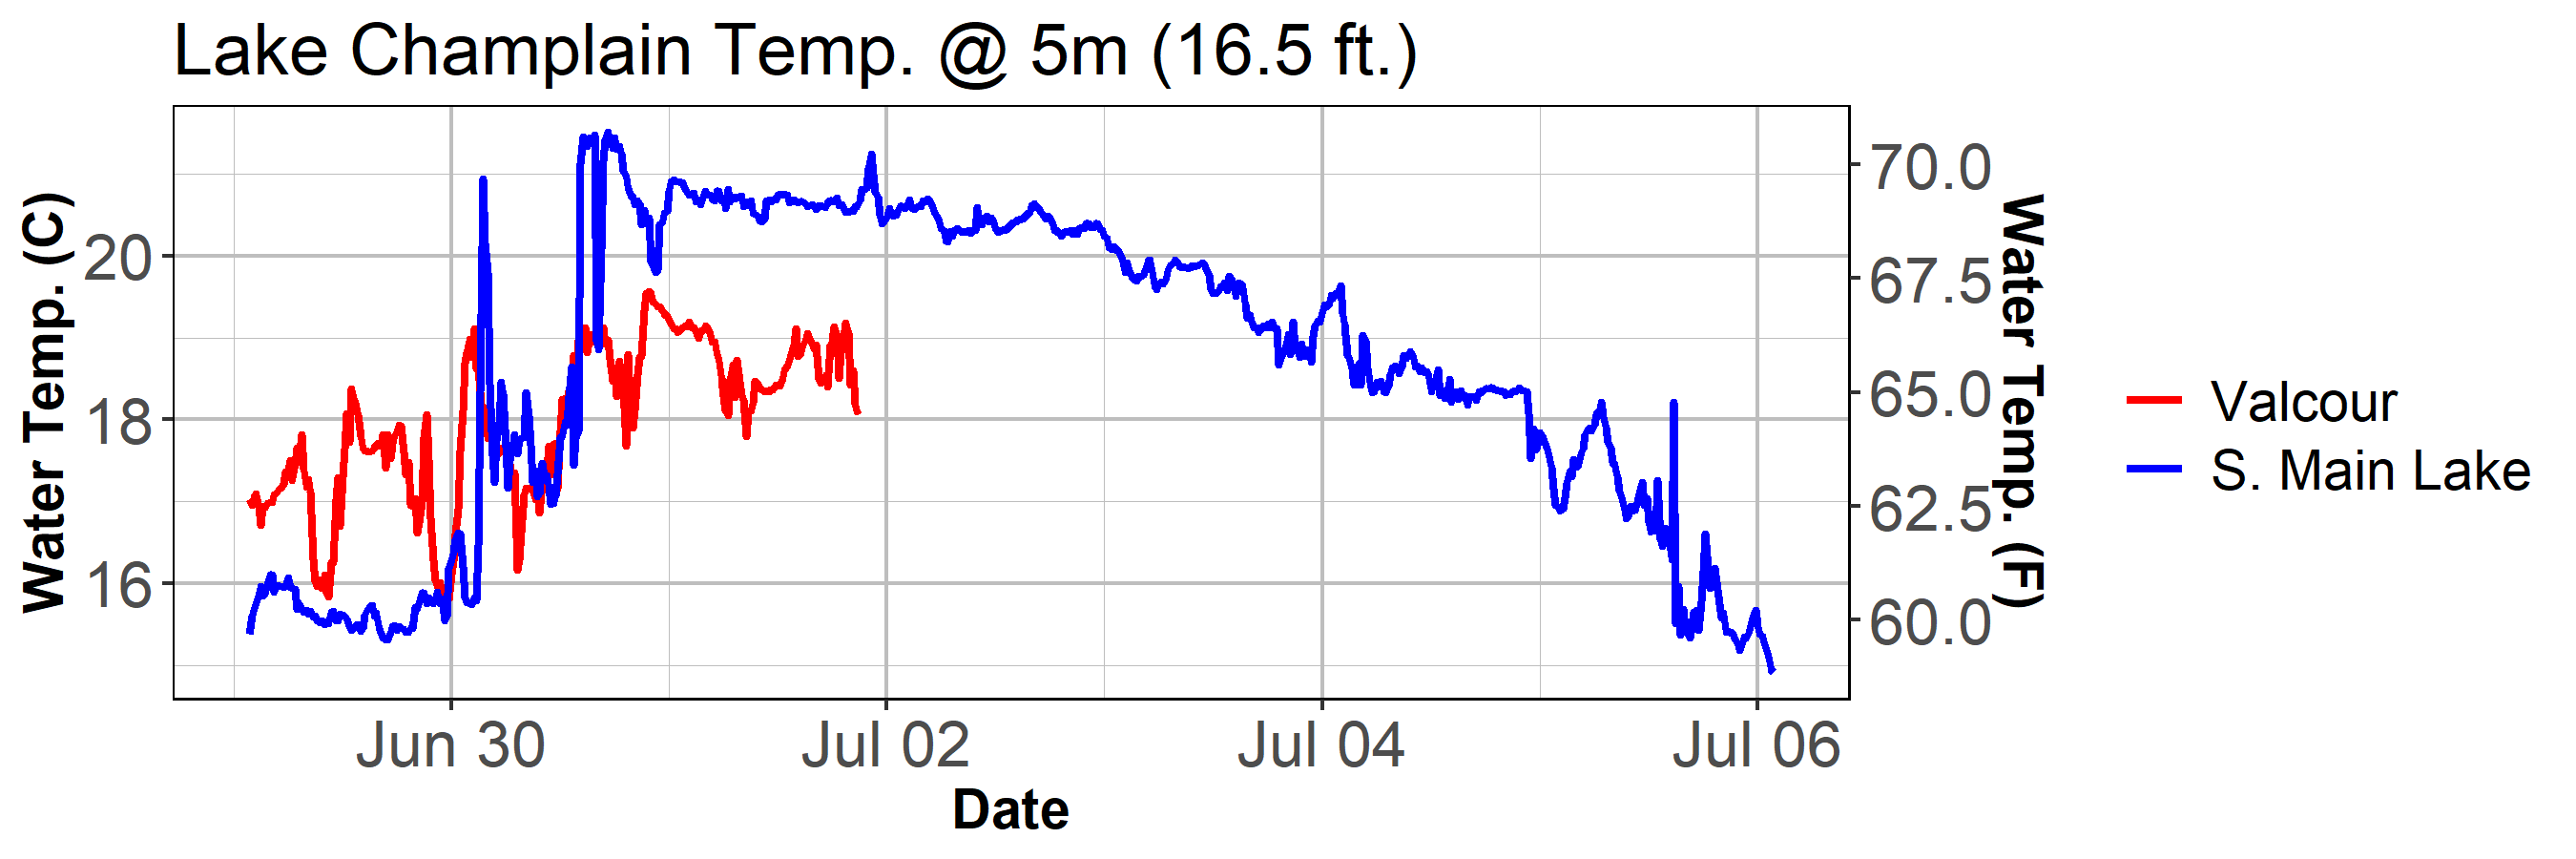 Lake Champlain Temp. @ 5m (16.5 ft.)
Water Temp. (C)
20
18
16
70.0
67.5
65.0
62.5
60.0
Water Temp. (F)
Jun 30
Jul 02
Jul 04
Jul 06
Date
Valcour
S. Main Lake